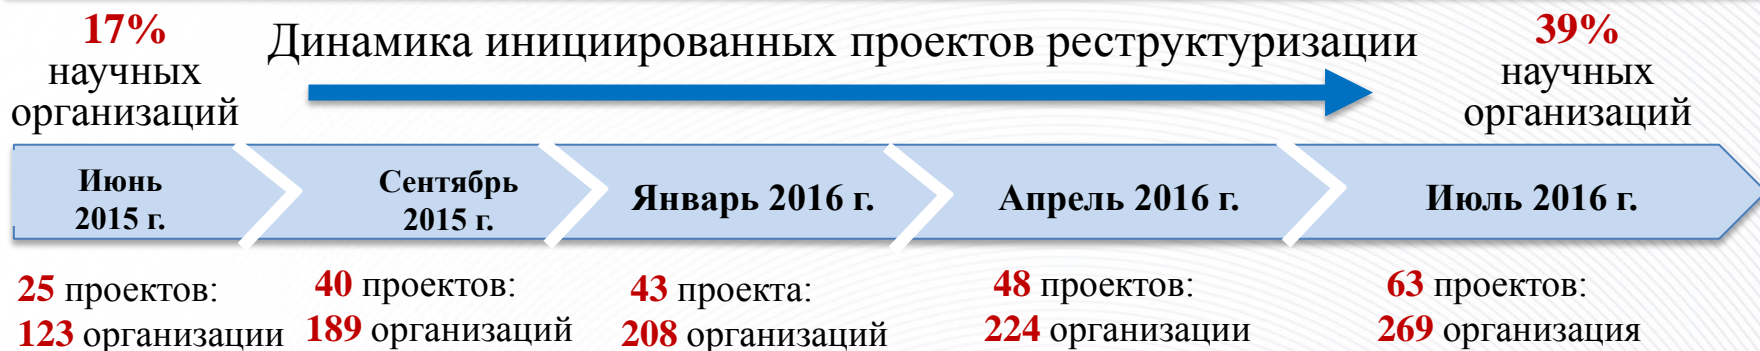 17%
научных
организаций
Динамика инициированных проектов реструктуризации
39%
научных
организаций
Июнь
2015 г.
Сентябрь
2015 г.
Январь 2016 г.
Апрель 2016 г.
Июль 2016 г.
25 проектов:
123 организации
40 проектов:
189 организаций
43 проекта:
208 организаций
48 проектов:
224 организации
63 проектов:
269 организация